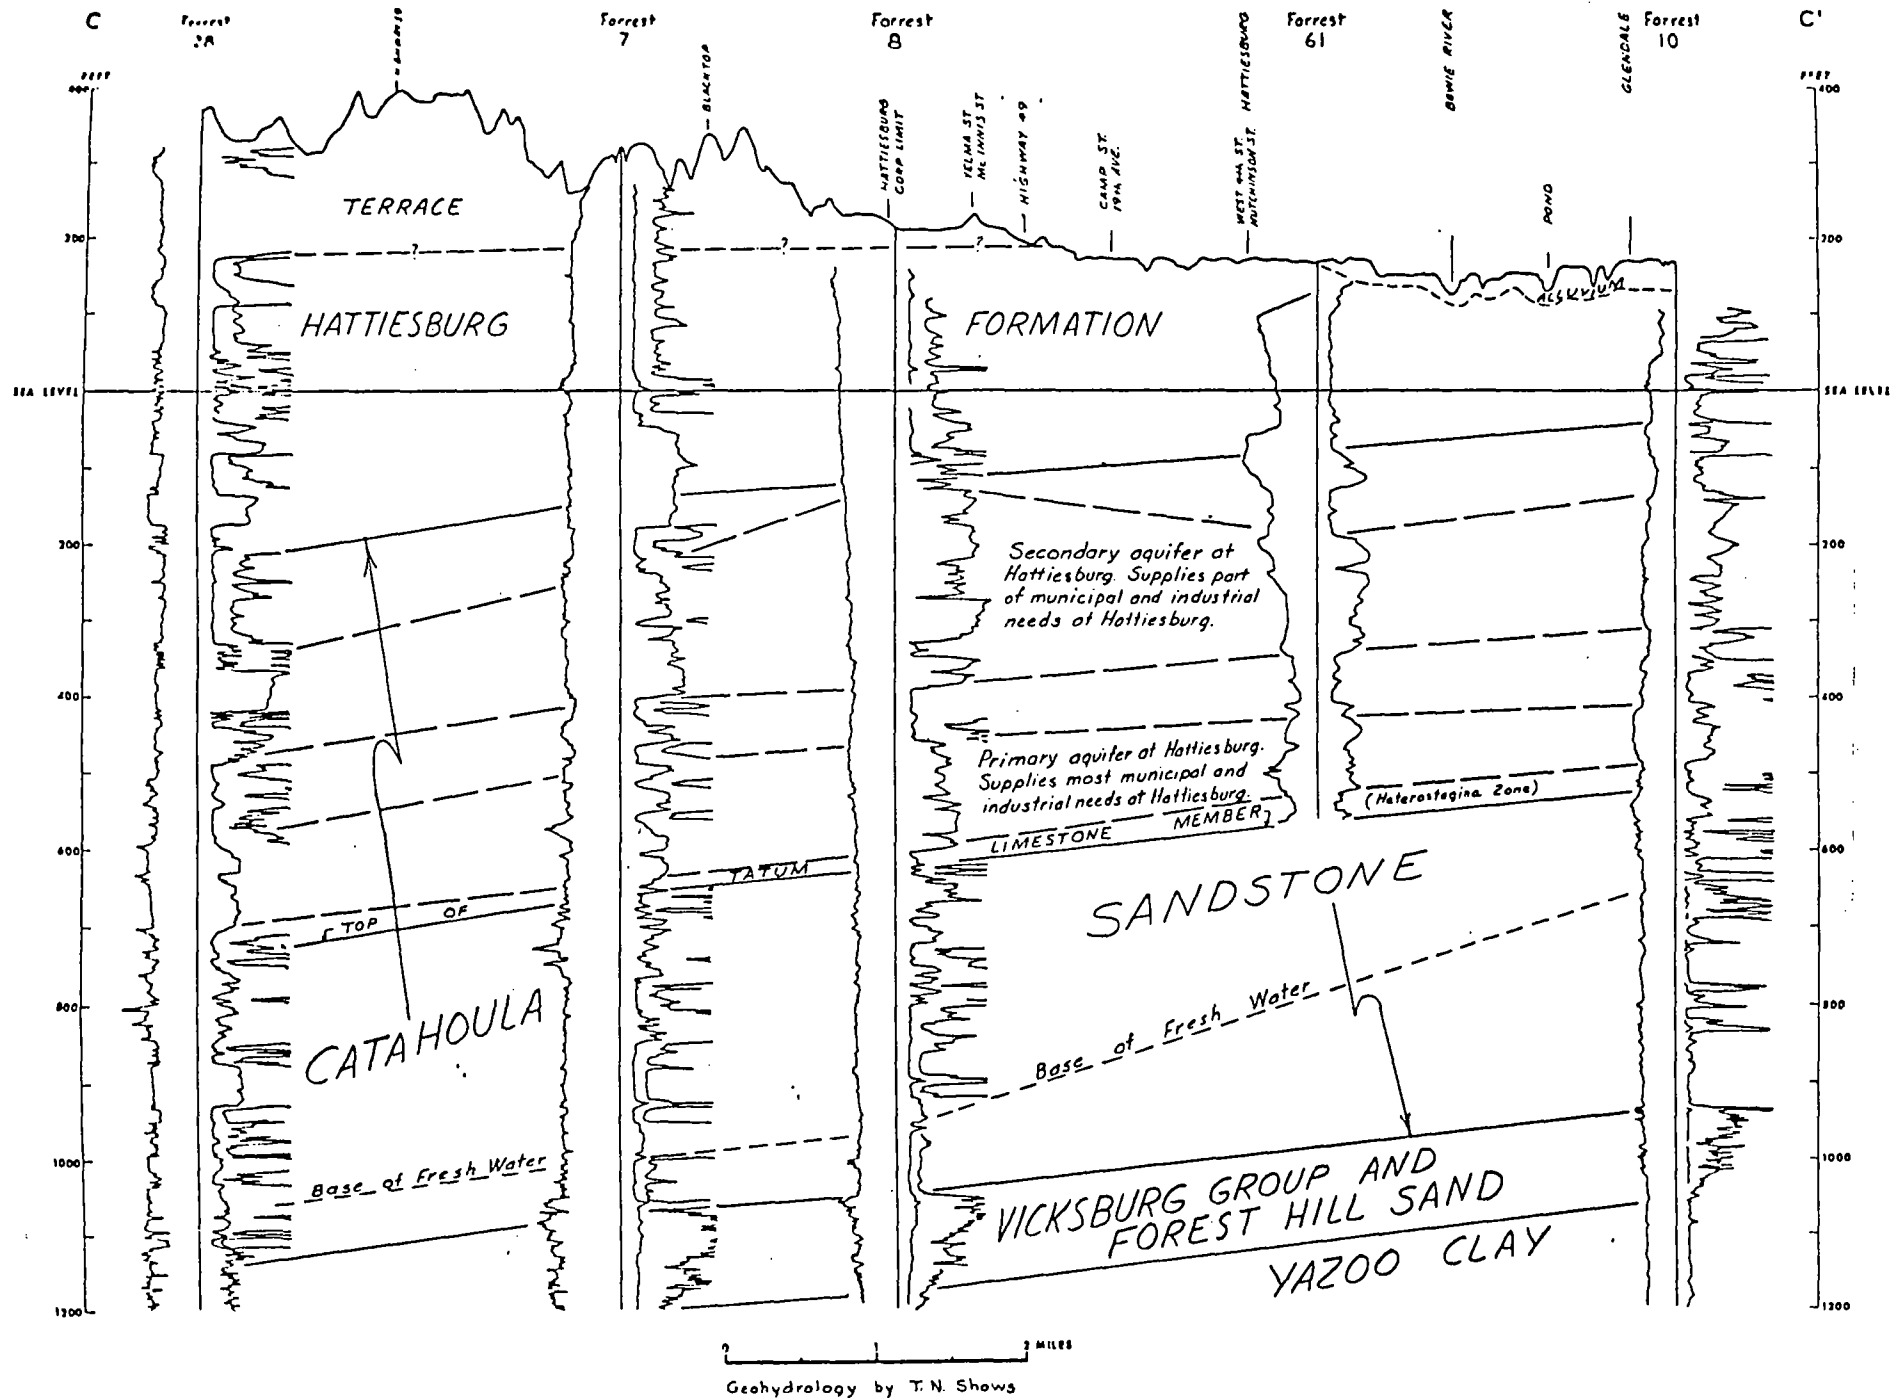 C
Forrest
28
Forrest
7
Forrest
8
Forrest
61
Forrest
10
C'
BLACKTOP
HATTIESBURG
CORP LIMIT
HIGHWAY 49
CAMP ST.
19th AVE.
WEST 4th ST. HATTIESBURG
HUTCHINSON ST.
BOWIE RIVER
POND
GLENDALE
FEET
400
FEET
400
TERRACE
?
?
?
200
200
ALLUVIUM
HATTIESBURG
FORMATION
SEA LEVEL
SEA LEVEL
200
200
Secondary aquifer at
Hattiesburg. Supplies part
of municipal and industrial
needs at Hattiesburg.
400
400
Primary aquifer at Hattiesburg.
Supplies most municipal and
industrial needs at Hattiesburg.
(Heterostegina Zone)
LIMESTONE MEMBER
600
600
TATUM
TOP OF
SANDSTONE
800
800
CATAHOULA
Base of Fresh Water
1000
1000
Base of Fresh Water
VICKSBURG GROUP AND
FOREST HILL SAND
YAZOO CLAY
1200
1200
0 1 2 MILES
Geohydrology by T.N. Shows